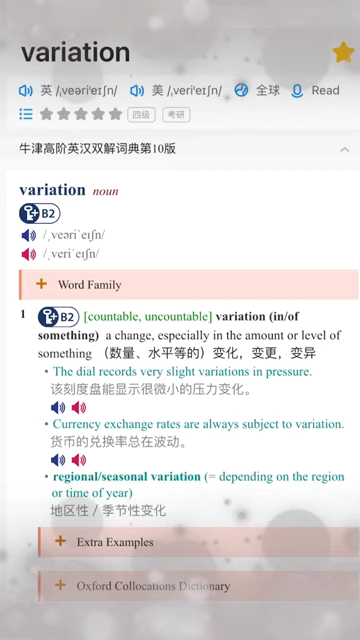 variation
英 /ˌveəriˈeɪʃn/ 美 /ˌveriˈeɪʃn/ 全球 Read
四级 考研
牛津高阶英汉双解词典第10版
variation noun
B2
/ˌveəriˈeɪʃn/
/ˌveriˈeɪʃn/
+ Word Family
1 B2 [countable, uncountable] variation (in/of
something) a change, especially in the amount or level of
something （数量、水平等的）变化，变更，变异
• The dial records very slight variations in pressure.
该刻度盘能显示很微小的压力变化。
• Currency exchange rates are always subject to variation.
货币的兑换率总在波动。
• regional/seasonal variation (= depending on the region
or time of year)
地区性 / 季节性变化
+ Extra Examples
+ Oxford Collocations Dictionary